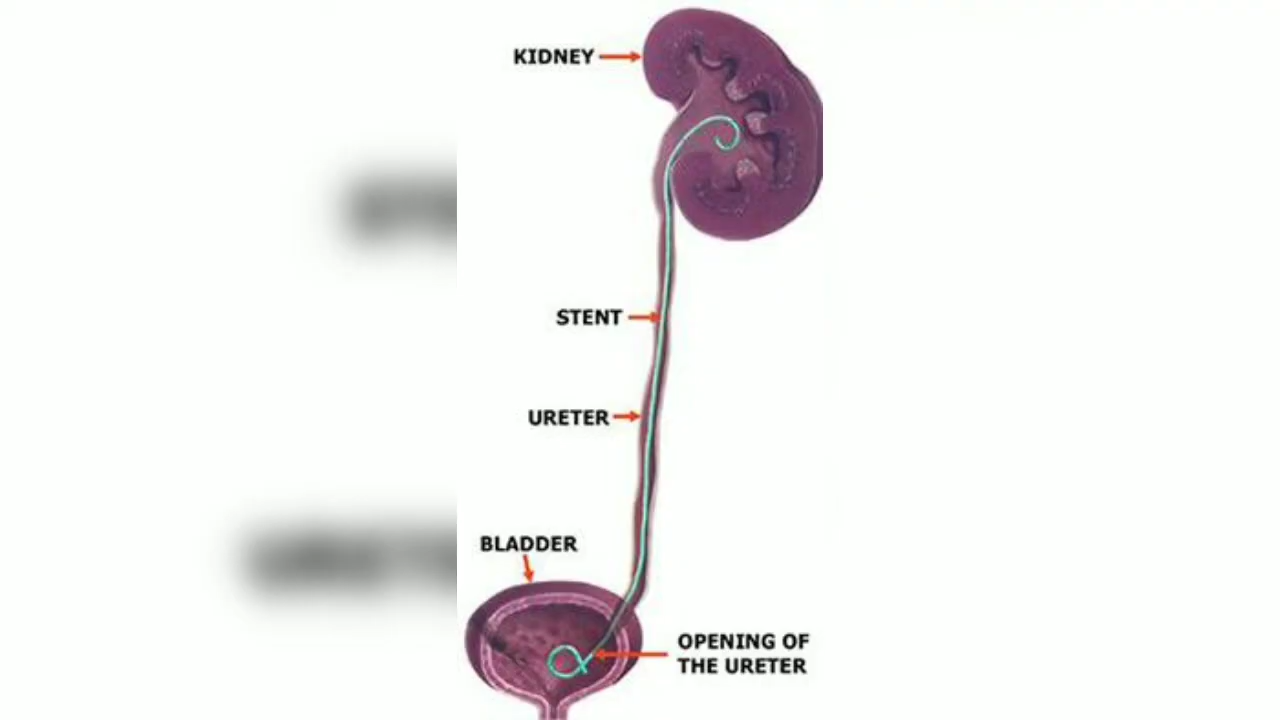 KIDNEY
STENT
URETER
BLADDER
OPENING OF
THE URETER